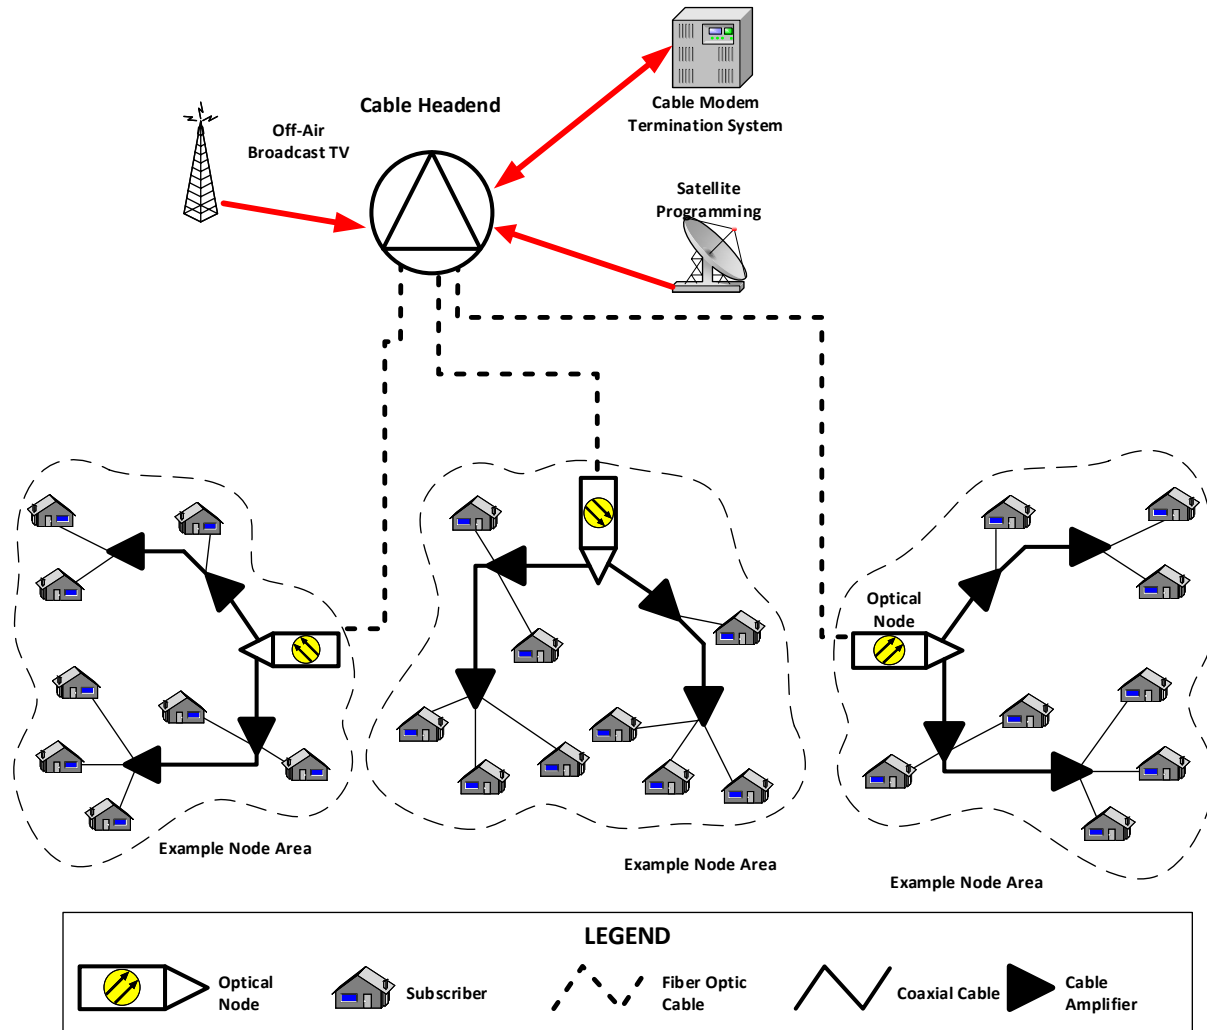 Cable Headend
Off-Air
Broadcast TV
Cable Modem
Termination System
Satellite
Programming
Optical
Node
Example Node Area
Example Node Area
Example Node Area
LEGEND
Optical
Node
Subscriber
Fiber Optic
Cable
Coaxial Cable
Cable
Amplifier